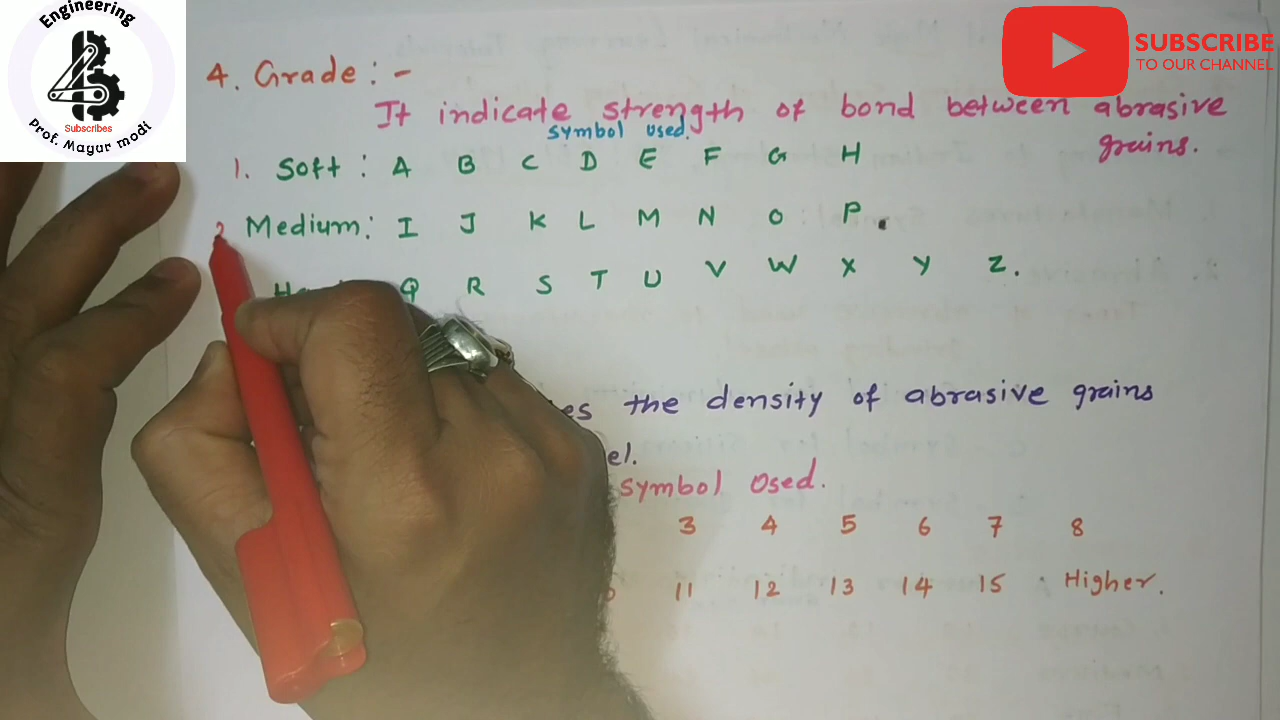 Engineering
Subscribes
Prof. Mayur modi
SUBSCRIBE
TO OUR CHANNEL
4. Grade : -
It indicate strength of bond between abrasive
grains.
symbol used.
1. Soft : A B C D E F G H
2 Medium: I J K L M N O P
Q R S T U V W X Y Z.
the density of abrasive grains
symbol Used.
3 4 5 6 7 8
11 12 13 14 15 Higher.